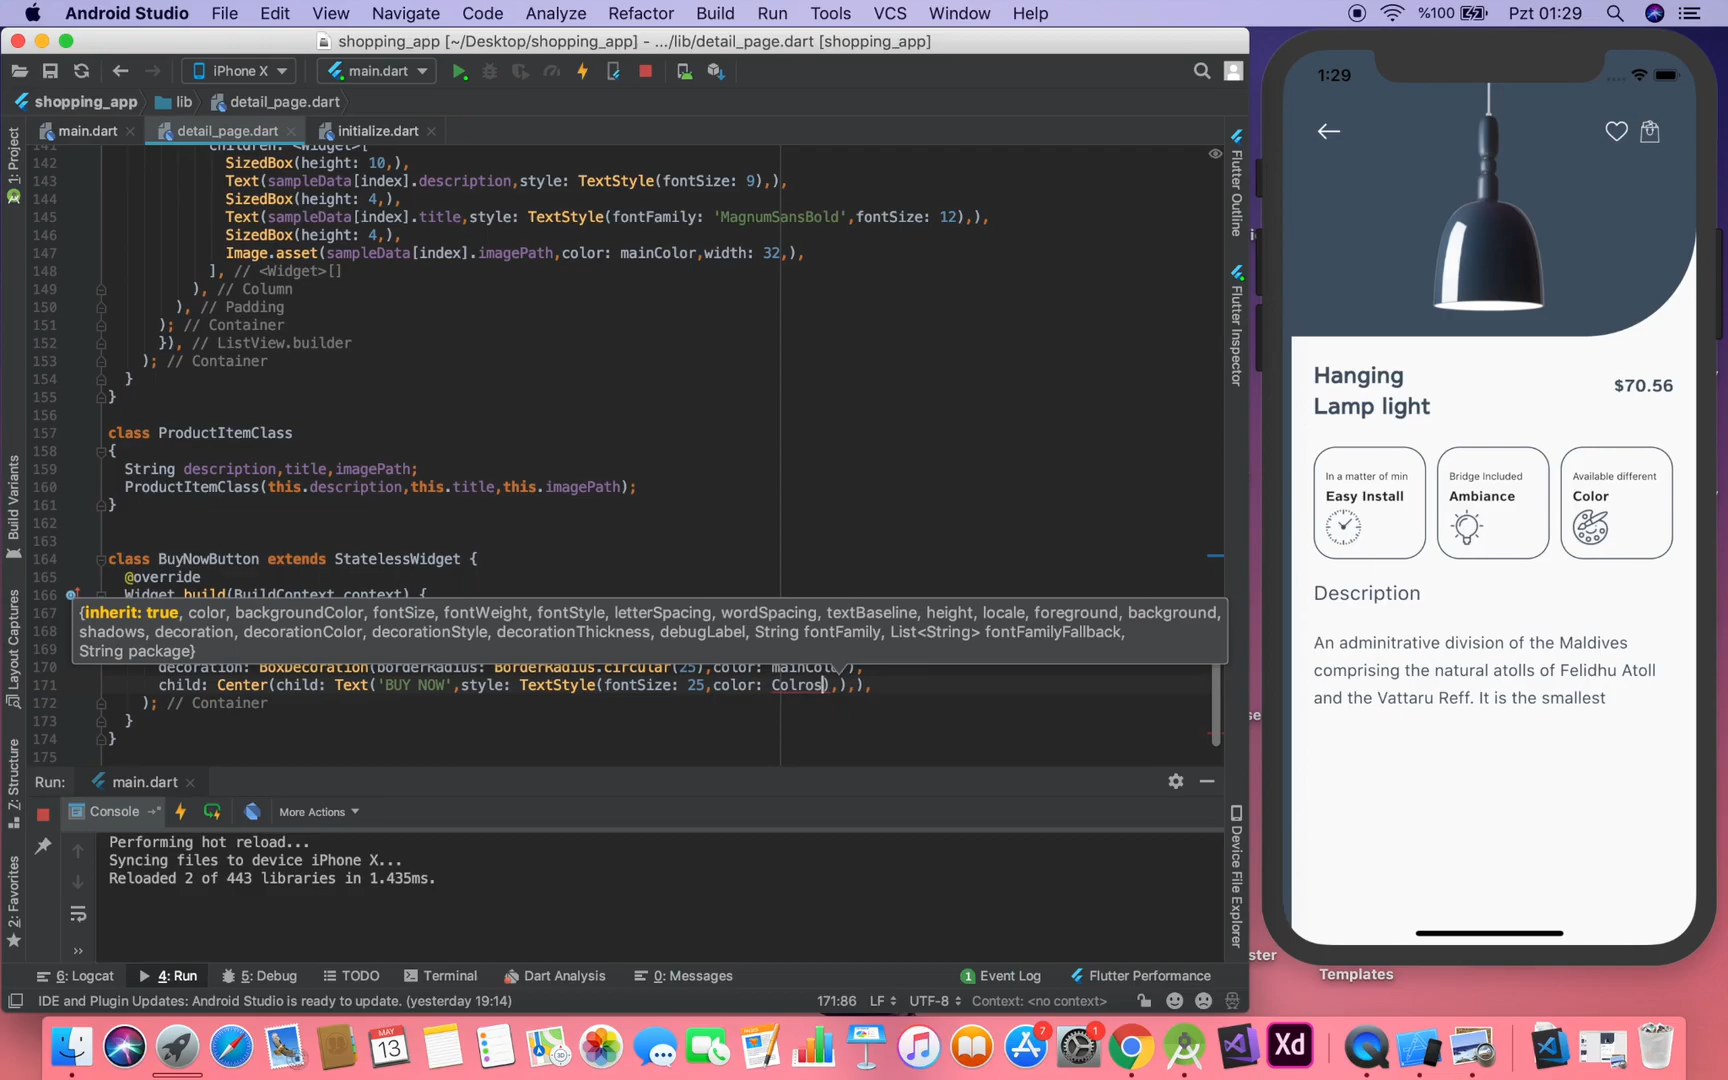 Android Studio File Edit View Navigate Code Analyze Refactor Build Run Tools VCS Window Help %100 Pzt 01:29
shopping_app [~/Desktop/shopping_app] - .../lib/detail_page.dart [shopping_app]
iPhone X main.dart
shopping_app lib detail_page.dart
main.dart detail_page.dart initialize.dart
1: Project
Build Variants
Layout Captures
7: Structure
2: Favorites
141 children: <Widget>[
142 SizedBox(height: 10,),
143 Text(sampleData[index].description,style: TextStyle(fontSize: 9),),
144 SizedBox(height: 4,),
145 Text(sampleData[index].title,style: TextStyle(fontFamily: 'MagnumSansBold',fontSize: 12),),
146 SizedBox(height: 4,),
147 Image.asset(sampleData[index].imagePath,color: mainColor,width: 32,),
148 ], // <Widget>[]
149 ), // Column
150 ), // Padding
151 ); // Container
152 }), // ListView.builder
153 ); // Container
154 }
155 }
156
157 class ProductItemClass
158 {
159 String description,title,imagePath;
160 ProductItemClass(this.description,this.title,this.imagePath);
161 }
162
163
164 class BuyNowButton extends StatelessWidget {
165 @override
166 Widget build(BuildContext context) {
167
168
169
{inherit: true, color, backgroundColor, fontSize, fontWeight, fontStyle, letterSpacing, wordSpacing, textBaseline, height, locale, foreground, background,
shadows, decoration, decorationColor, decorationStyle, decorationThickness, debugLabel, String fontFamily, List<String> fontFamilyFallback,
String package}
170 decoration: BoxDecoration(borderRadius: BorderRadius.circular(25),color: mainColor),
171 child: Center(child: Text('BUY NOW',style: TextStyle(fontSize: 25,color: Colros),),),
172 ); // Container
173 }
174 }
175
Flutter Outline
Flutter Inspector
Device File Explorer
Run: main.dart
Console More Actions
Performing hot reload...
Syncing files to device iPhone X...
Reloaded 2 of 443 libraries in 1.435ms.
»
6: Logcat 4: Run 5: Debug TODO Terminal Dart Analysis 0: Messages 1 Event Log Flutter Performance
IDE and Plugin Updates: Android Studio is ready to update. (yesterday 19:14) 171:86 LF UTF-8 Context: <no context>
1:29
Hanging
Lamp light
$70.56
In a matter of min
Easy Install
Bridge Included
Ambiance
Available different
Color
Description
An adminitrative division of the Maldives
comprising the natural atolls of Felidhu Atoll
and the Vattaru Reff. It is the smallest
se
ster
Templates
MAY
13
7
1
Xd